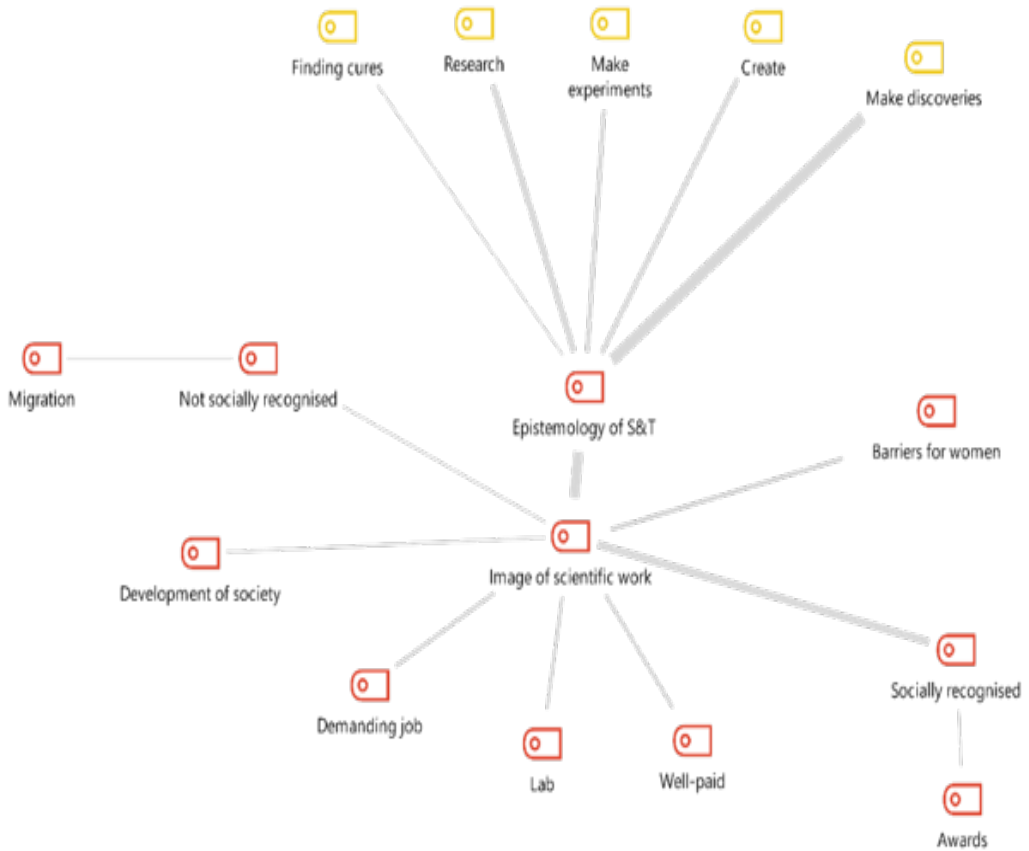 Finding cures
Research
Make
experiments
Create
Make discoveries
Migration
Not socially recognised
Epistemology of S&T
Barriers for women
Image of scientific work
Development of society
Socially recognised
Demanding job
Lab
Well-paid
Awards